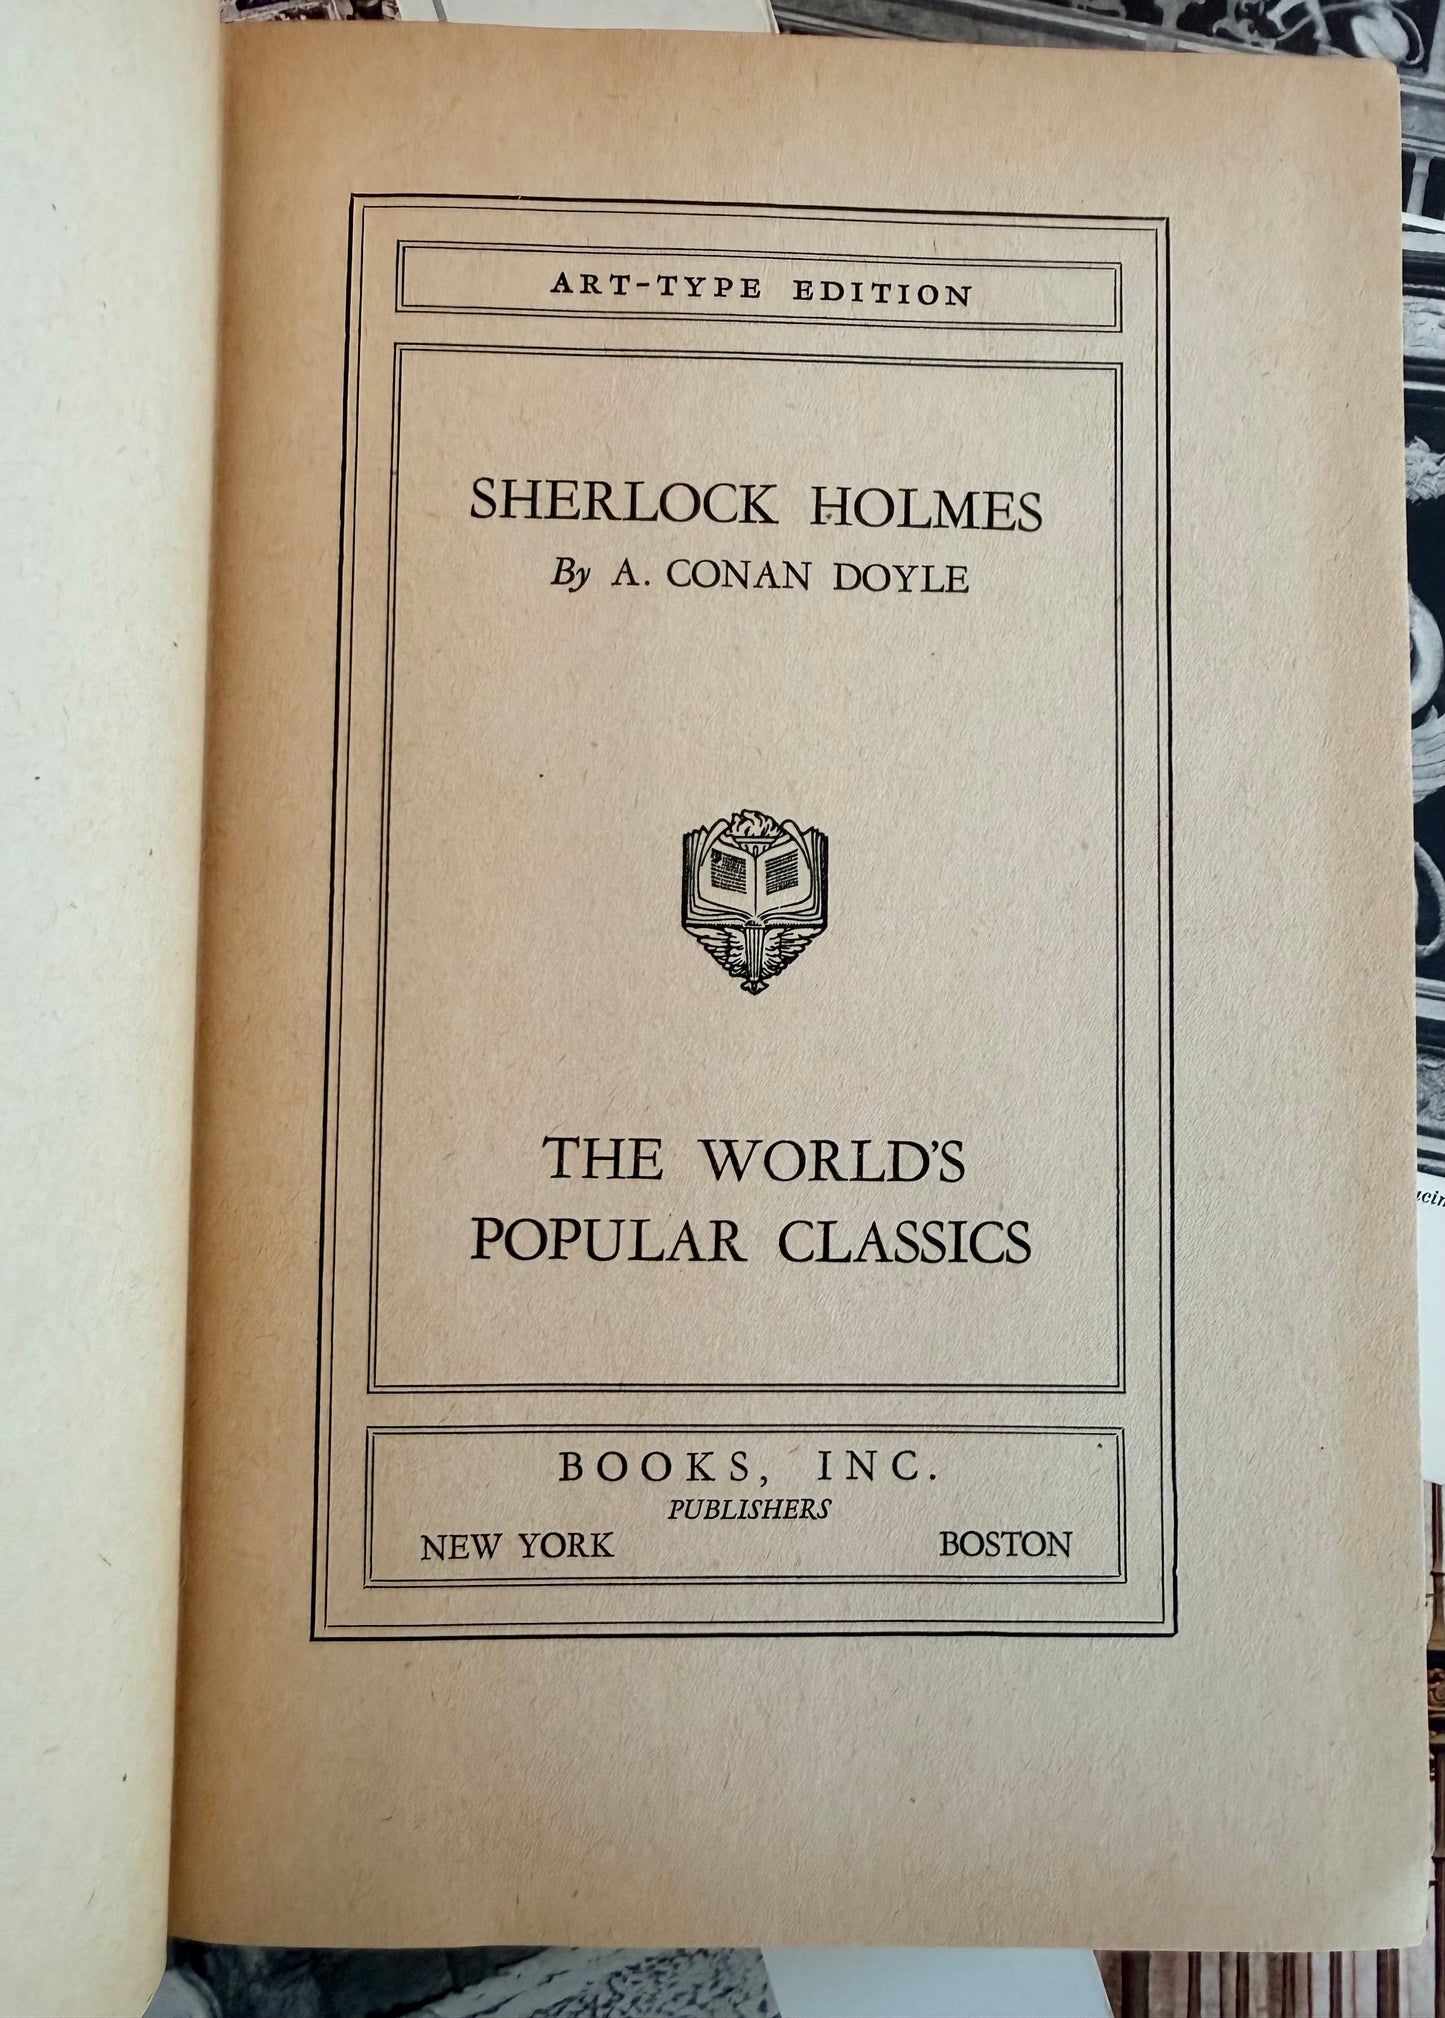 ART-TYPE EDITION
SHERLOCK HOLMES
By A. CONAN DOYLE
THE WORLD'S
POPULAR CLASSICS
BOOKS, INC.
PUBLISHERS
NEW YORK BOSTON